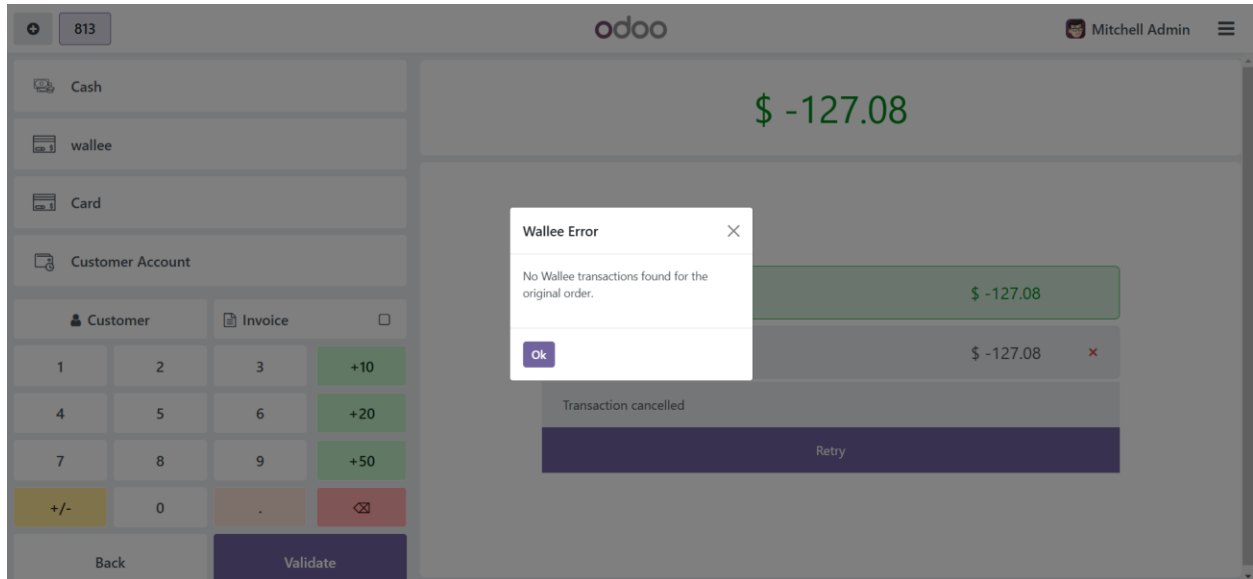 813
odoo
Mitchell Admin
Cash
wallee
Card
Customer Account
Customer
Invoice
1 2 3 +10
4 5 6 +20
7 8 9 +50
+/- 0 .
Back
Validate
$ -127.08
Wallee Error
No Wallee transactions found for the
original order.
Ok
$ -127.08
$ -127.08
Transaction cancelled
Retry